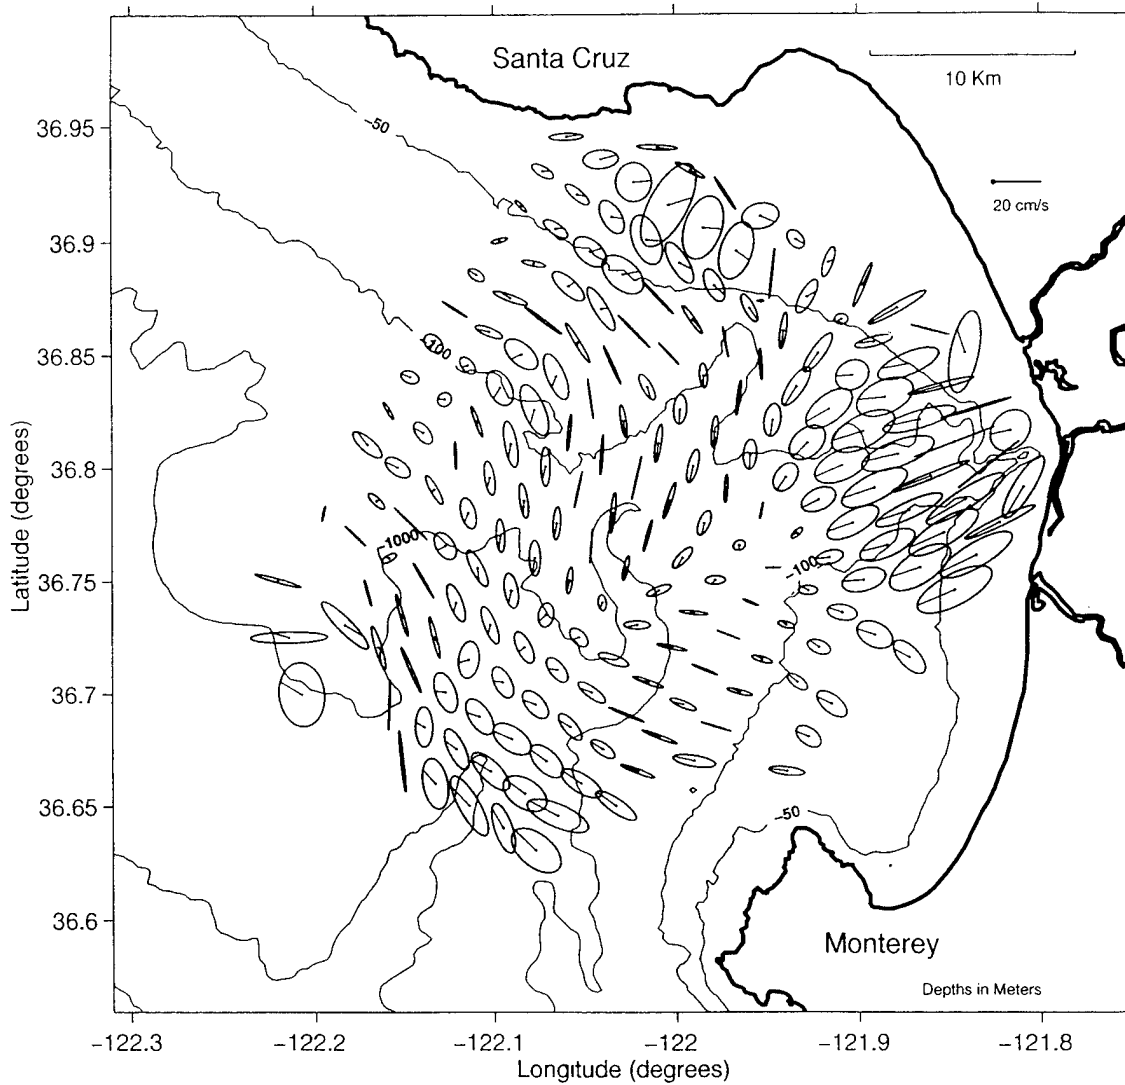 Santa Cruz
10 Km
−50
36.95
20 cm/s
36.9
−100
36.85
36.8
−1000
−100
36.75
36.7
36.65
−50
36.6
Monterey
Depths in Meters
−122.3
−122.2
−122.1
−122
−121.9
−121.8
Longitude (degrees)
Latitude (degrees)